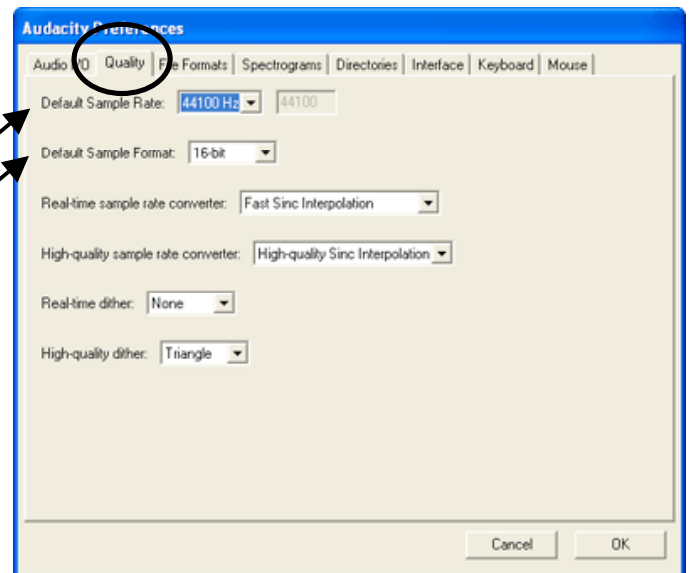 Audacity Preferences
Audio I/O Quality File Formats Spectrograms Directories Interface Keyboard Mouse
Default Sample Rate: 44100 Hz 44100
Default Sample Format: 16-bit
Real-time sample rate converter: Fast Sinc Interpolation
High-quality sample rate converter: High-quality Sinc Interpolation
Real-time dither: None
High-quality dither: Triangle
Cancel OK